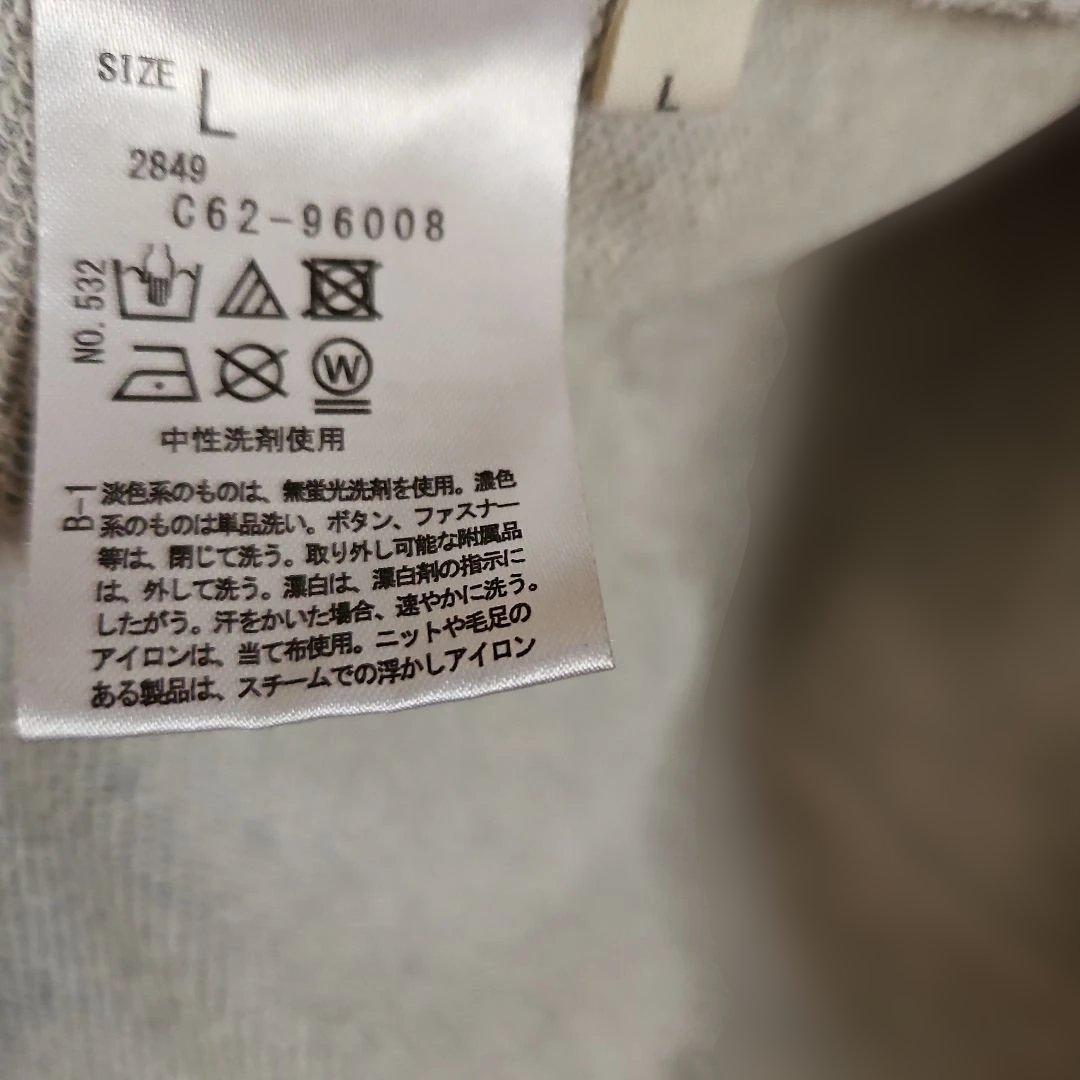 SIZE L
L
2849
C62-96008
NO. 532
W
中性洗剤使用
B-1
淡色系のものは、無蛍光洗剤を使用。濃色
系のものは単品洗い。ボタン、ファスナー
等は、閉じて洗う。取り外し可能な附属品
は、外して洗う。漂白は、漂白剤の指示に
したがう。汗をかいた場合、速やかに洗う。
アイロンは、当て布使用。ニットや毛足の
ある製品は、スチームでの浮かしアイロン